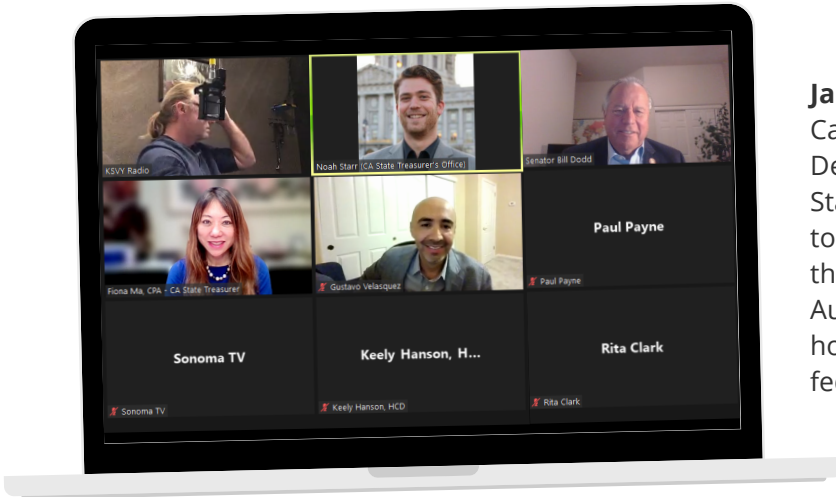 KSVY Radio
Noah Starr (CA State Treasurer's Office)
Senator Bill Dodd
Fiona Ma, CPA - CA State Treasurer
Gustavo Velasquez
Paul Payne
Paul Payne
Sonoma TV
Sonoma TV
Keely Hanson, H...
Keely Hanson, HCD
Rita Clark
Rita Clark
Ja
Ca
De
Sta
to
th
Au
ho
fe